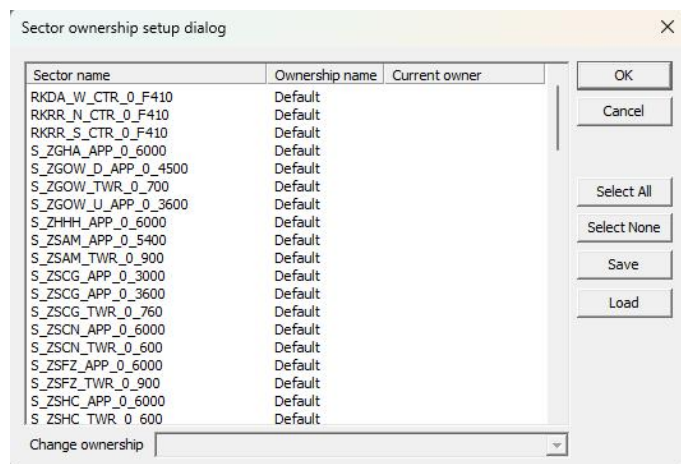 Sector ownership setup dialog
Sector name Ownership name Current owner
RKDA_W_CTR_0_F410 Default
RKRR_N_CTR_0_F410 Default
RKRR_S_CTR_0_F410 Default
S_ZGHA_APP_0_6000 Default
S_ZGOW_D_APP_0_4500 Default
S_ZGOW_TWR_0_700 Default
S_ZGOW_U_APP_0_3600 Default
S_ZHHH_APP_0_6000 Default
S_ZSAM_APP_0_5400 Default
S_ZSAM_TWR_0_900 Default
S_ZSCG_APP_0_3000 Default
S_ZSCG_APP_0_3600 Default
S_ZSCG_TWR_0_760 Default
S_ZSCN_APP_0_6000 Default
S_ZSCN_TWR_0_600 Default
S_ZSFZ_APP_0_6000 Default
S_ZSFZ_TWR_0_900 Default
S_ZSHC_APP_0_6000 Default
S_ZSHC_TWR_0_600 Default
Change ownership
OK
Cancel
Select All
Select None
Save
Load